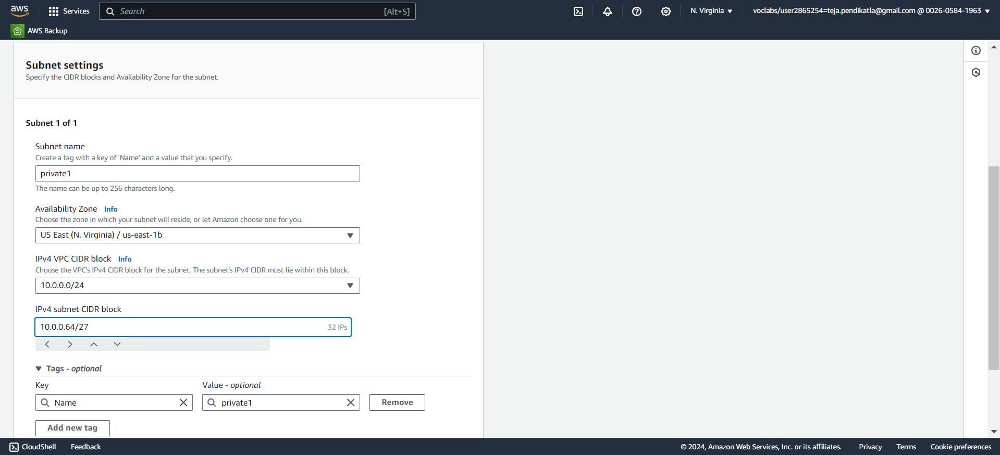 aws
Services
Search
[Alt+S]
N. Virginia
voclabs/user2865254=teja.pendikatla@gmail.com @ 0026-0584-1963
AWS Backup
Subnet settings
Specify the CIDR blocks and Availability Zone for the subnet.
Subnet 1 of 1
Subnet name
Create a tag with a key of 'Name' and a value that you specify.
private1
The name can be up to 256 characters long.
Availability Zone Info
Choose the zone in which your subnet will reside, or let Amazon choose one for you.
US East (N. Virginia) / us-east-1b
IPv4 VPC CIDR block Info
Choose the VPC's IPv4 CIDR block for the subnet. The subnet's IPv4 CIDR must lie within this block.
10.0.0.0/24
IPv4 subnet CIDR block
10.0.0.64/27 32 IPs
Tags - optional
Key Value - optional
Name private1 Remove
Add new tag
CloudShell Feedback © 2024, Amazon Web Services, Inc. or its affiliates. Privacy Terms Cookie preferences